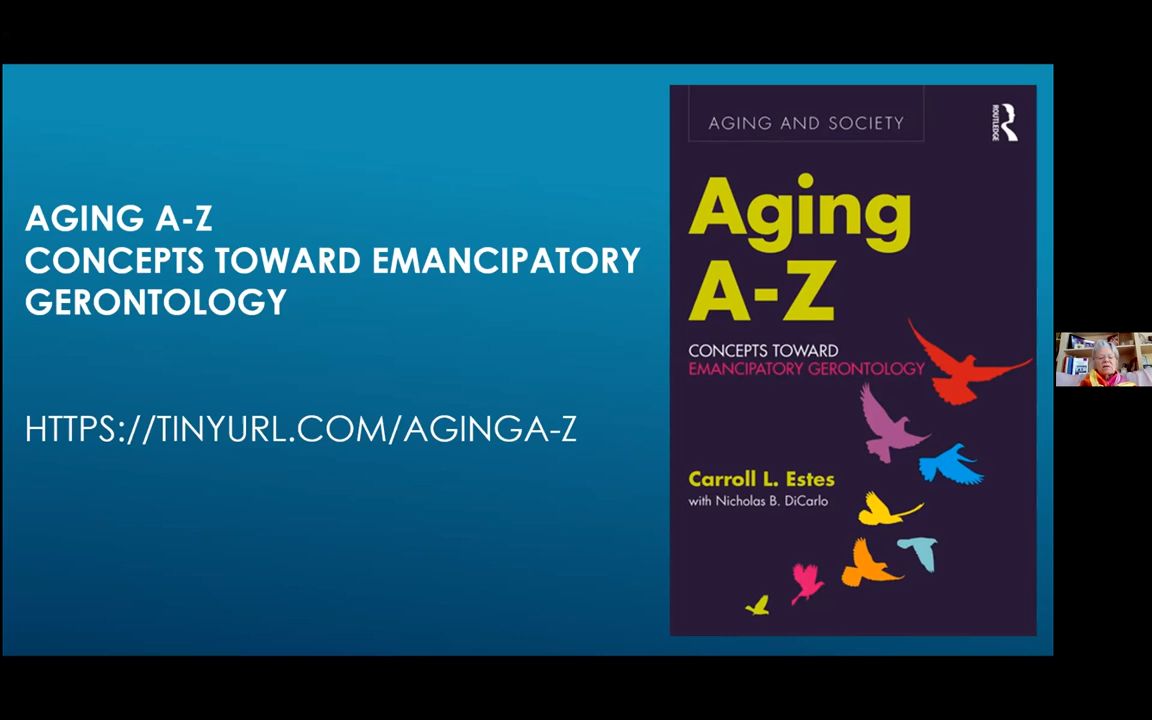 AGING A-Z
CONCEPTS TOWARD EMANCIPATORY
GERONTOLOGY
HTTPS://TINYURL.COM/AGINGA-Z
AGING AND SOCIETY
ROUTLEDGE
Aging
A-Z
CONCEPTS TOWARD
EMANCIPATORY GERONTOLOGY
Carroll L. Estes
with Nicholas B. DiCarlo